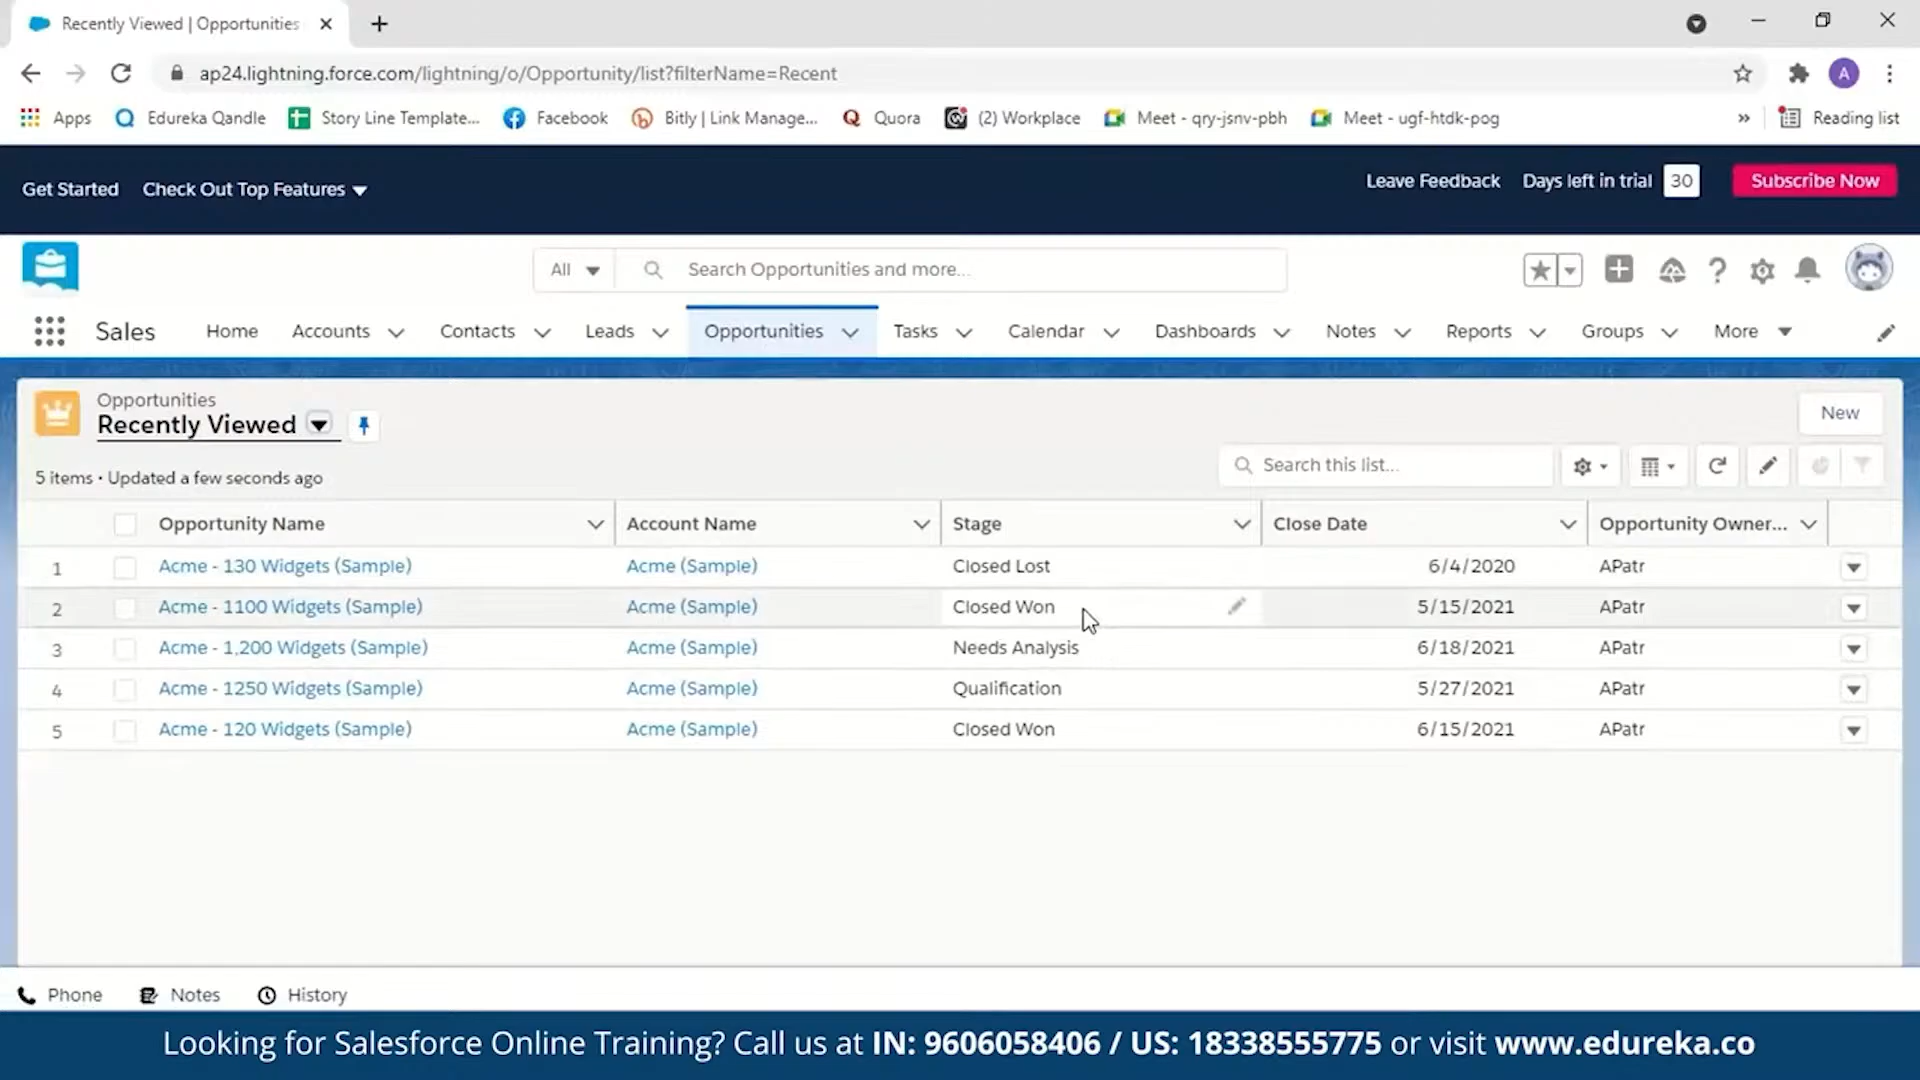 Recently Viewed | Opportunities
ap24.lightning.force.com/lightning/o/Opportunity/list?filterName=Recent
A
Apps Edureka Qandle Story Line Template... Facebook Bitly | Link Manage... Quora (2) Workplace Meet - qry-jsnv-pbh Meet - ugf-htdk-pog » Reading list
Get Started Check Out Top Features Leave Feedback Days left in trial 30 Subscribe Now
All Search Opportunities and more...
Sales Home Accounts Contacts Leads Opportunities Tasks Calendar Dashboards Notes Reports Groups More
Opportunities
Recently Viewed
New
5 items • Updated a few seconds ago
Search this list...
Opportunity Name Account Name Stage Close Date Opportunity Owner...
1 Acme - 130 Widgets (Sample) Acme (Sample) Closed Lost 6/4/2020 APatr
2 Acme - 1100 Widgets (Sample) Acme (Sample) Closed Won 5/15/2021 APatr
3 Acme - 1,200 Widgets (Sample) Acme (Sample) Needs Analysis 6/18/2021 APatr
4 Acme - 1250 Widgets (Sample) Acme (Sample) Qualification 5/27/2021 APatr
5 Acme - 120 Widgets (Sample) Acme (Sample) Closed Won 6/15/2021 APatr
Phone Notes History
Looking for Salesforce Online Training? Call us at IN: 9606058406 / US: 18338555775 or visit www.edureka.co